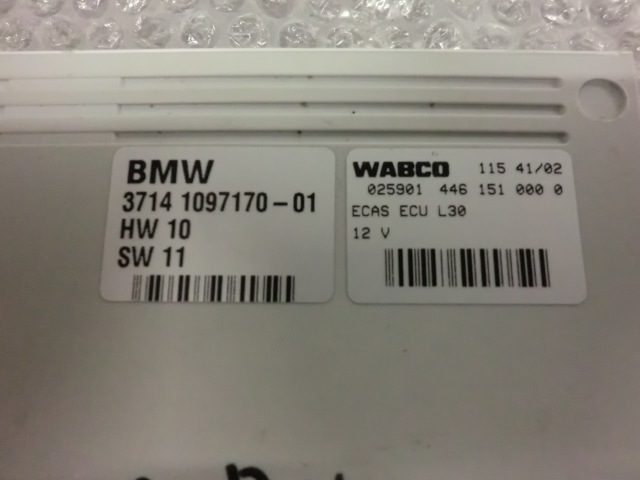 BMW
3714 1097170-01
HW 10
SW 11
WABCO 115 41/02
025901 446 151 000 0
ECAS ECU L30
12 V